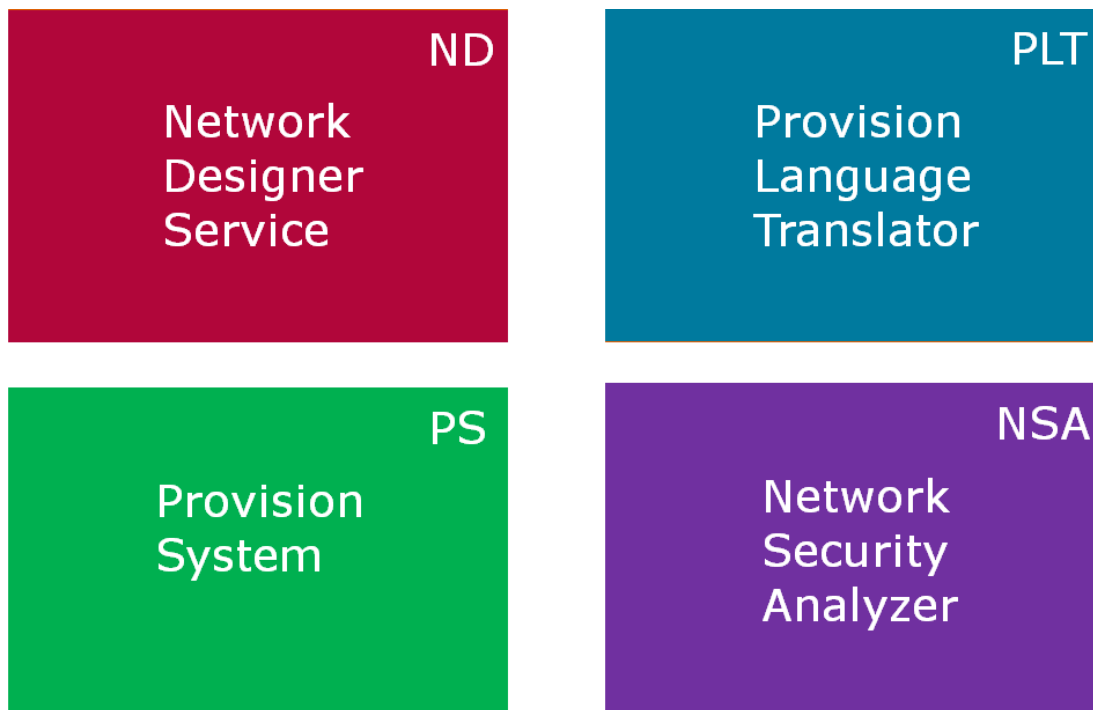 ND
Network
Designer
Service
PLT
Provision
Language
Translator
PS
Provision
System
NSA
Network
Security
Analyzer